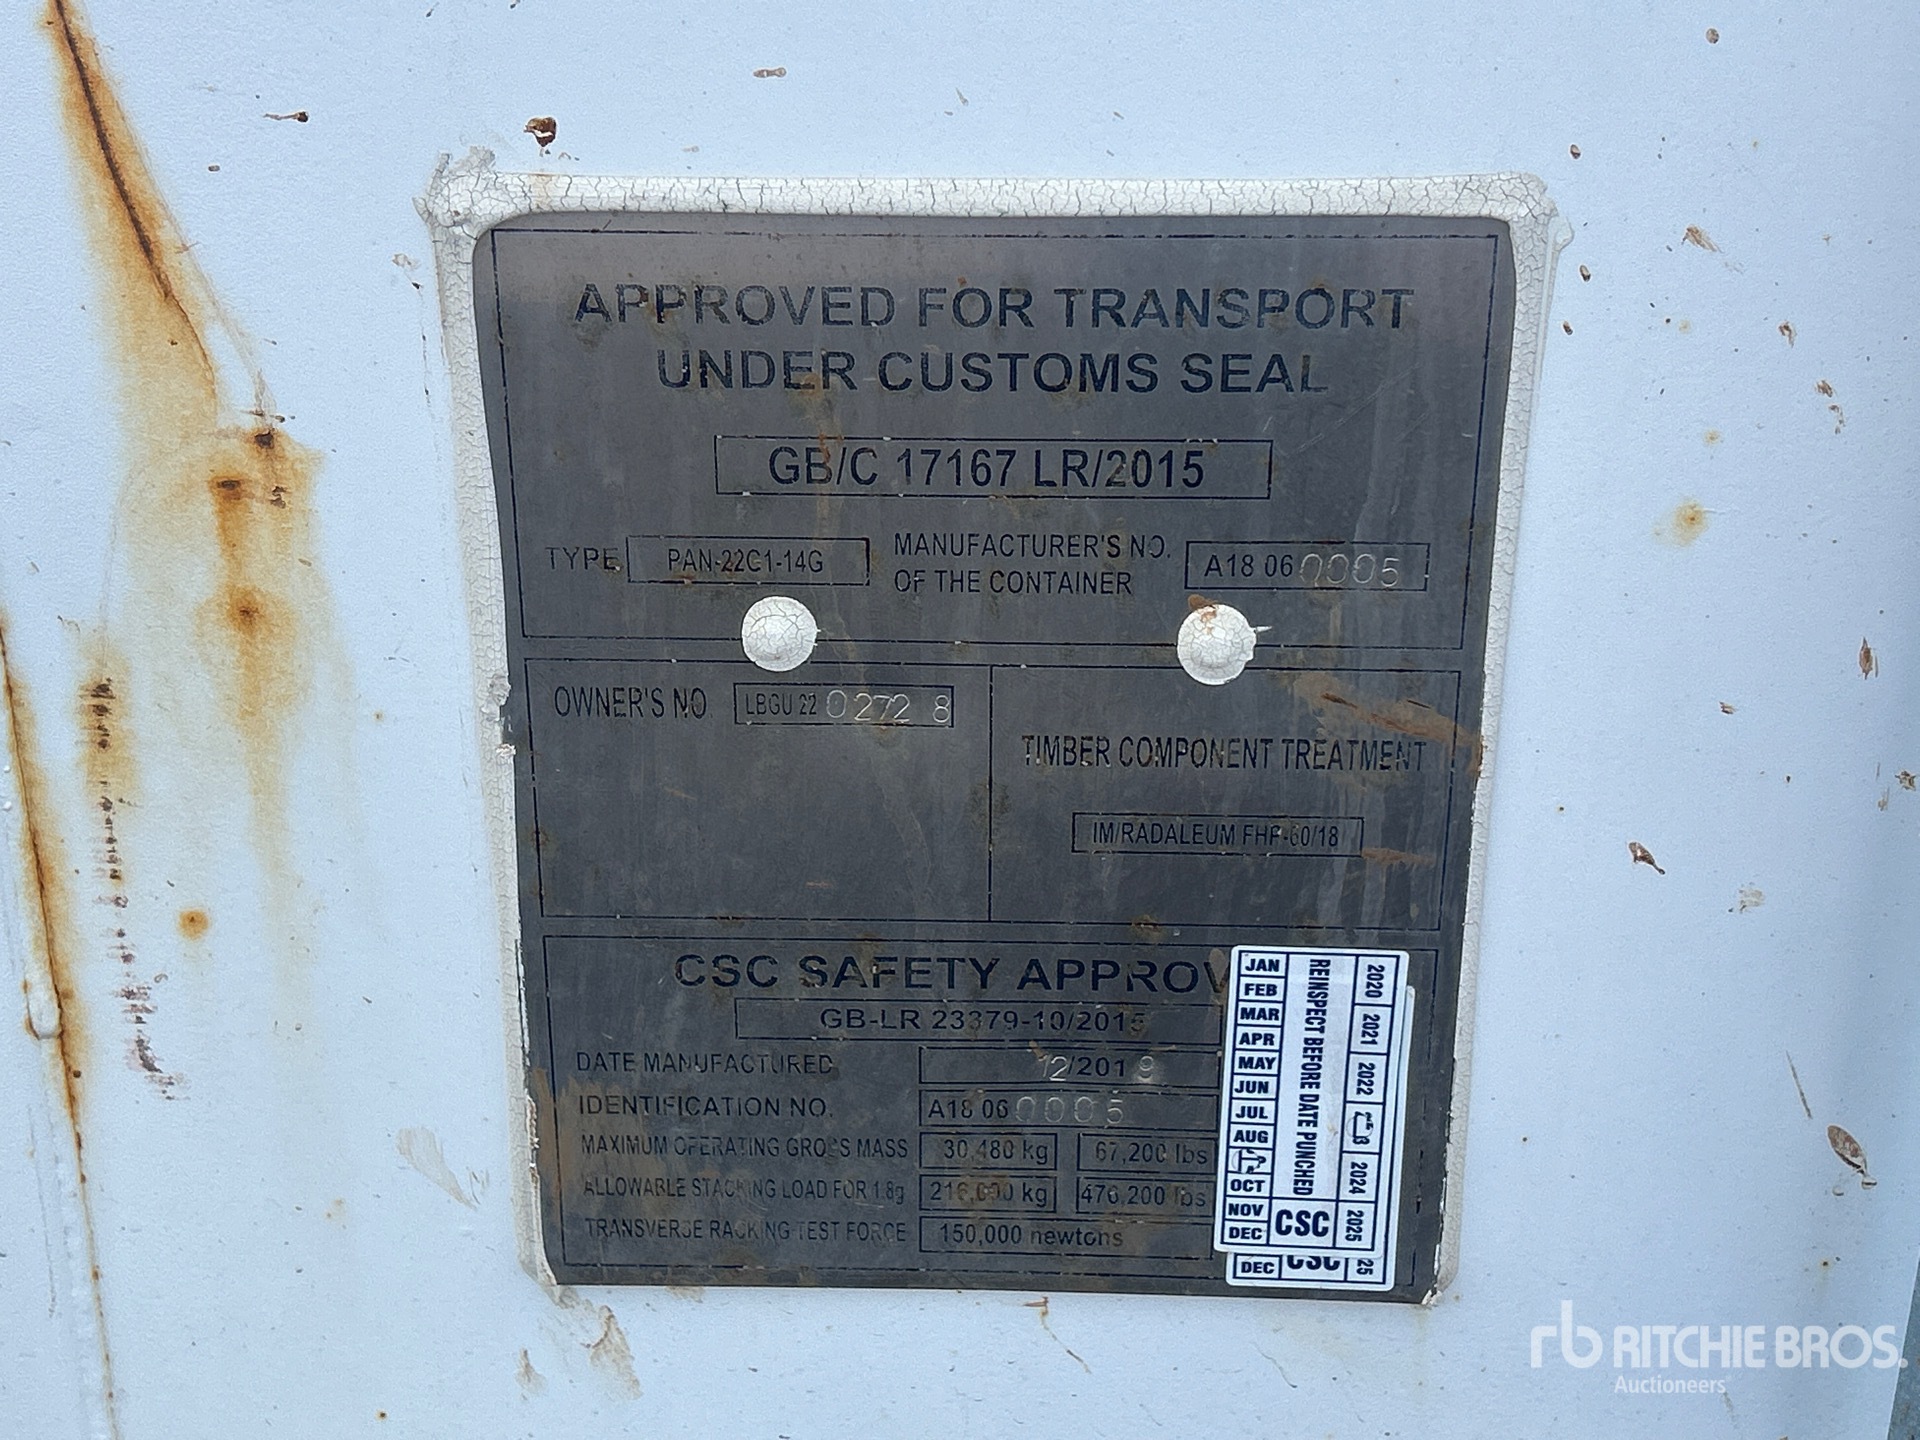 APPROVED FOR TRANSPORT
UNDER CUSTOMS SEAL
GB/C 17167 LR/2015
TYPE PAN-22C1-14G
MANUFACTURER'S NO.
OF THE CONTAINER
A18 06 0005
OWNER'S NO. LBGU 22 0272 8
TIMBER COMPONENT TREATMENT
IM/RADALEUM FHP-60/18
CSC SAFETY APPROV
GB-LR 23379-10/2015
DATE MANUFACTURED 12/2018
IDENTIFICATION NO. A18 06 0005
MAXIMUM OPERATING GROSS MASS 30,480 kg 67,200 lbs
ALLOWABLE STACKING LOAD FOR 1.8g 216,000 kg 476,200 lbs
TRANSVERSE RACKING TEST FORCE 150,000 newtons
JAN
FEB
MAR
APR
MAY
JUN
JUL
AUG
OCT
NOV
DEC
REINSPECT BEFORE DATE PUNCHED
CSC
2020 2021 2022 2024 2025
DEC CSC 25
rb RITCHIE BROS.
Auctioneers